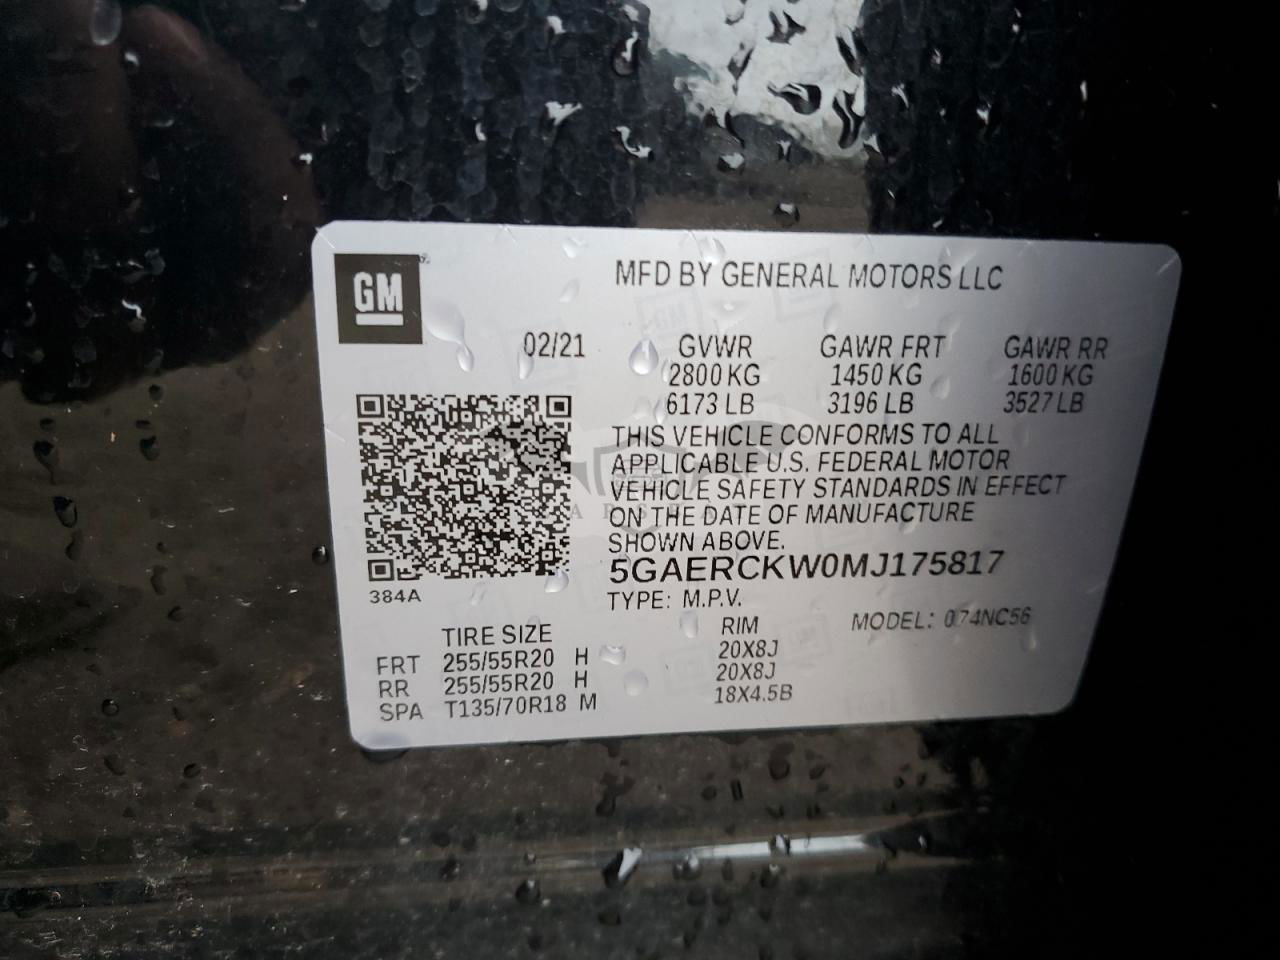 GM
MFD BY GENERAL MOTORS LLC
02/21 GVWR GAWR FRT GAWR RR
2800 KG 1450 KG 1600 KG
6173 LB 3196 LB 3527 LB
THIS VEHICLE CONFORMS TO ALL
APPLICABLE U.S. FEDERAL MOTOR
VEHICLE SAFETY STANDARDS IN EFFECT
ON THE DATE OF MANUFACTURE
SHOWN ABOVE.
5GAERCKW0MJ175817
384A
TYPE: M.P.V.
MODEL: 0 74NC56
TIRE SIZE RIM
FRT 255/55R20 H 20X8J
RR 255/55R20 H 20X8J
SPA T135/70R18 M 18X4.5B